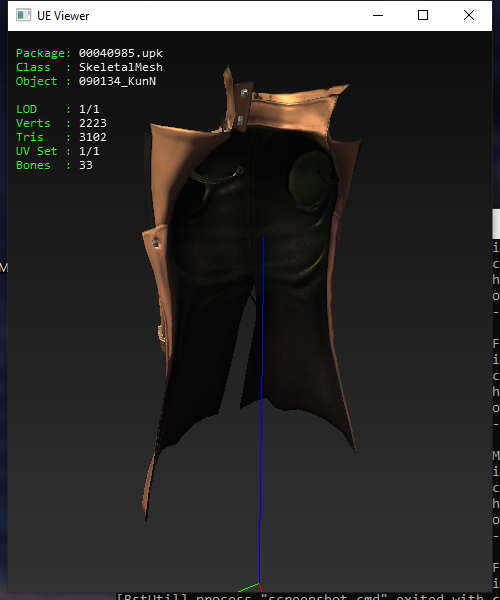 UE Viewer
Package: 00040985.upk
Class  : SkeletalMesh
Object : 090134_KunN
LOD    : 1/1
Verts  : 2223
Tris   : 3102
UV Set : 1/1
Bones  : 33
M
i
c
h
o
-
F
i
c
h
o
-
M
i
c
h
o
-
F
i
[BstUtil] process "screenshot.cmd" exited with c